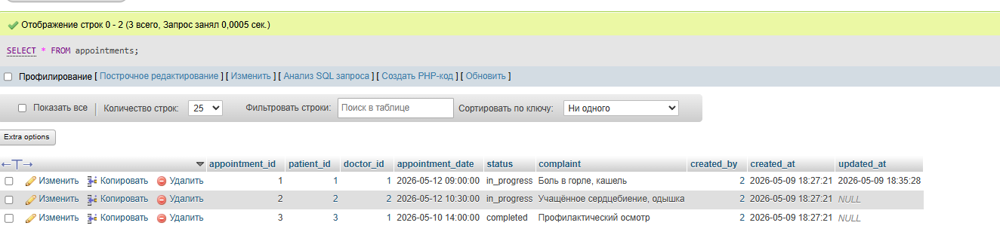 Отображение строк 0 - 2 (3 всего, Запрос занял 0,0005 сек.)
SELECT * FROM appointments;
Профилирование [ Построчное редактирование ] [ Изменить ] [ Анализ SQL запроса ] [ Создать PHP-код ] [ Обновить ]
Показать все Количество строк: 25 Фильтровать строки: Поиск в таблице Сортировать по ключу: Ни одного
Extra options
←T→ appointment_id patient_id doctor_id appointment_date status complaint created_by created_at updated_at
Изменить Копировать Удалить 1 1 1 2026-05-12 09:00:00 in_progress Боль в горле, кашель 2 2026-05-09 18:27:21 2026-05-09 18:35:28
Изменить Копировать Удалить 2 2 2 2026-05-12 10:30:00 in_progress Учащённое сердцебиение, одышка 2 2026-05-09 18:27:21 NULL
Изменить Копировать Удалить 3 3 1 2026-05-10 14:00:00 completed Профилактический осмотр 2 2026-05-09 18:27:21 NULL